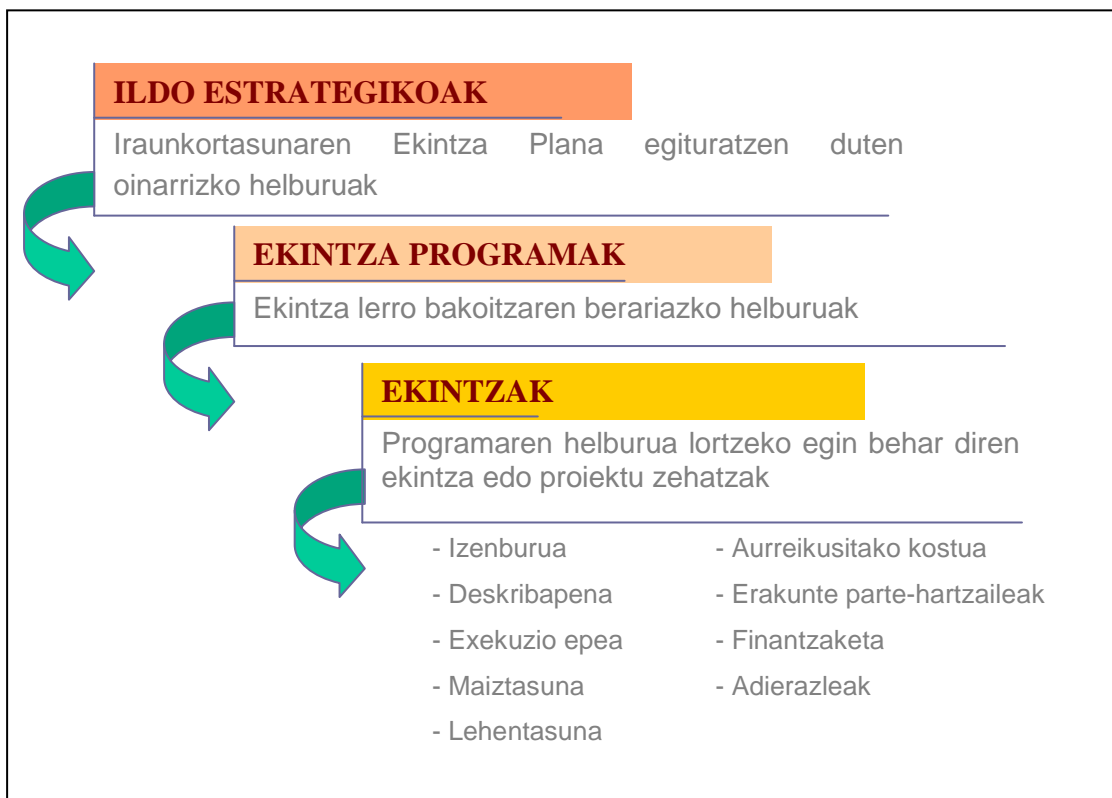 ILDO ESTRATEGIKOAK
Iraunkortasunaren Ekintza Plana egituratzen duten
oinarrizko helburuak
EKINTZA PROGRAMAK
Ekintza lerro bakoitzaren berariazko helburuak
EKINTZAK
Programaren helburua lortzeko egin behar diren
ekintza edo proiektu zehatzak
- Izenburua
- Deskribapena
- Exekuzio epea
- Maiztasuna
- Lehentasuna
- Aurreikusitako kostua
- Erakunte parte-hartzaileak
- Finantzaketa
- Adierazleak